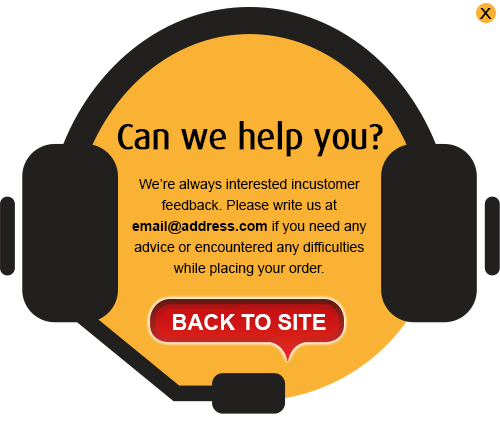 x
Can we help you?
We’re always interested incustomer
feedback. Please write us at
email@address.com if you need any
advice or encountered any difficulties
while placing your order.
BACK TO SITE